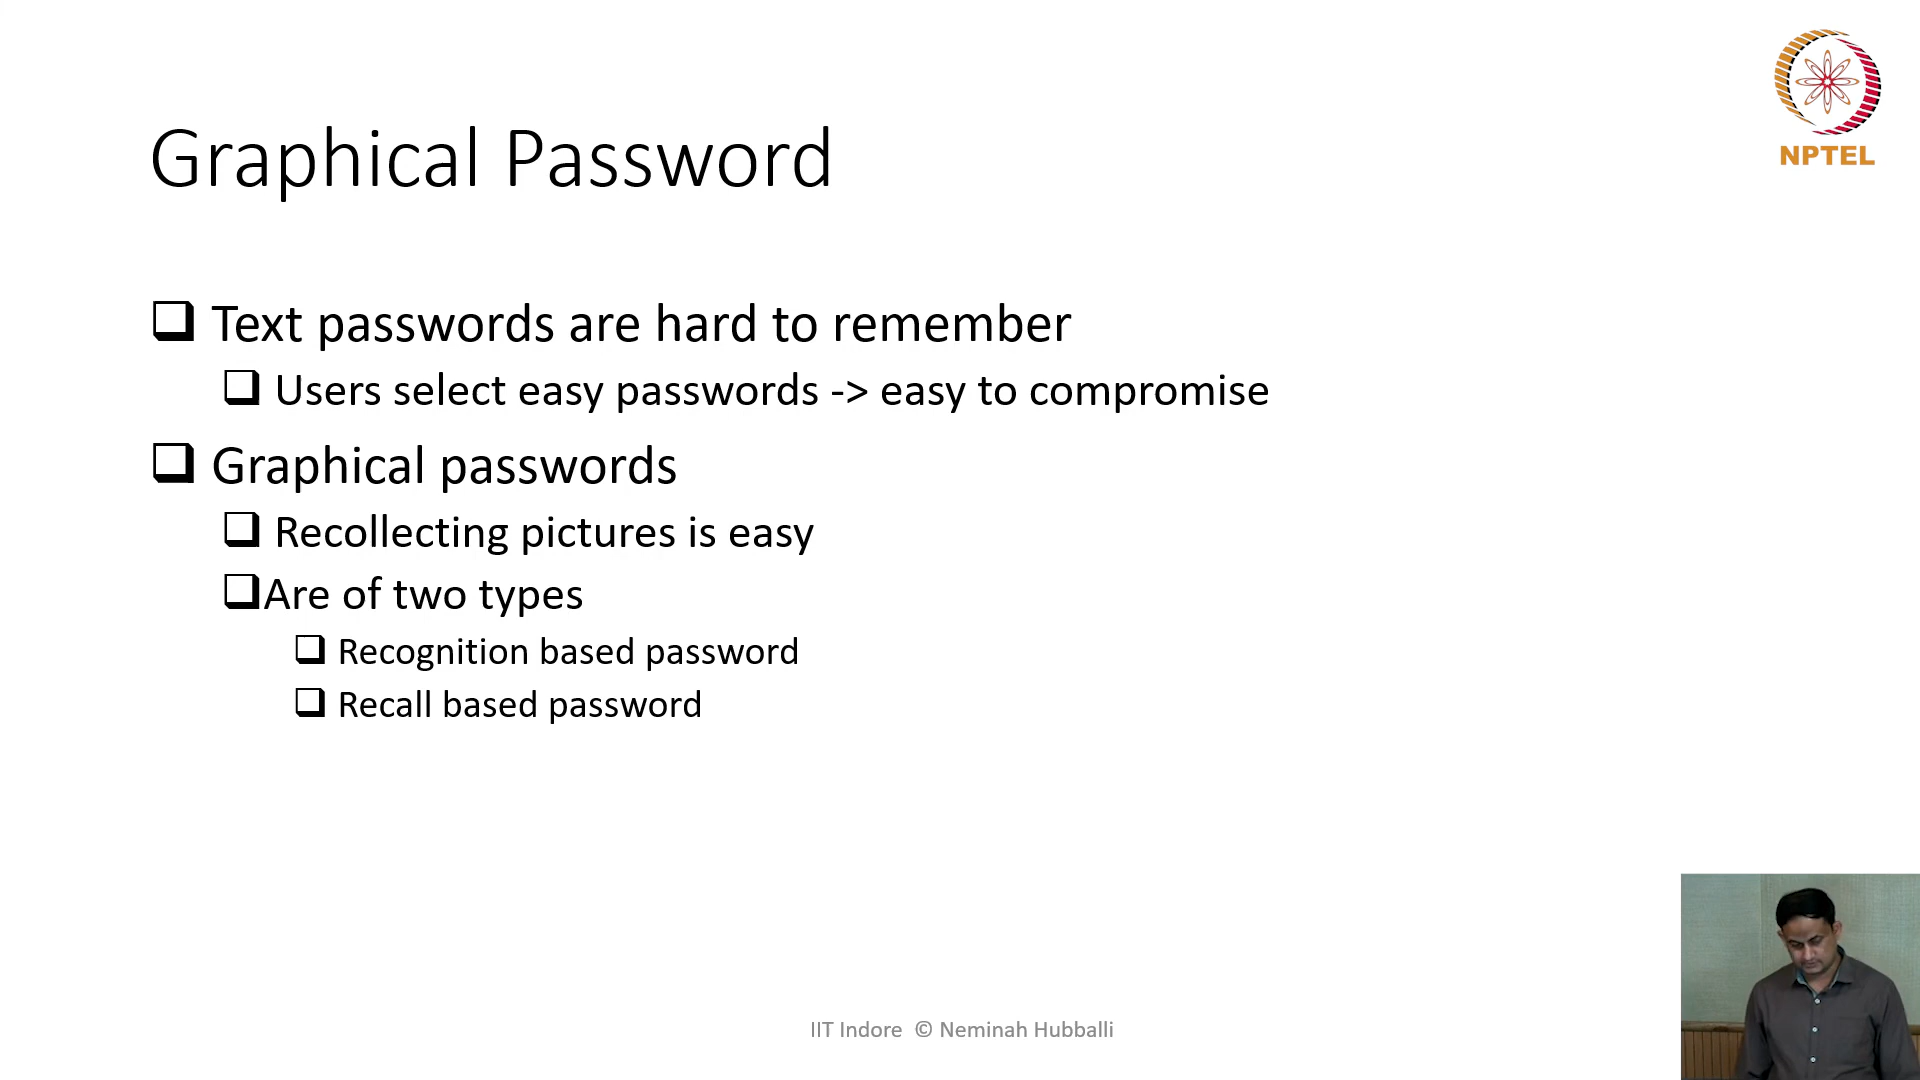 NPTEL
Graphical Password
Text passwords are hard to remember
Users select easy passwords -> easy to compromise
Graphical passwords
Recollecting pictures is easy
Are of two types
Recognition based password
Recall based password
IIT Indore © Neminah Hubballi